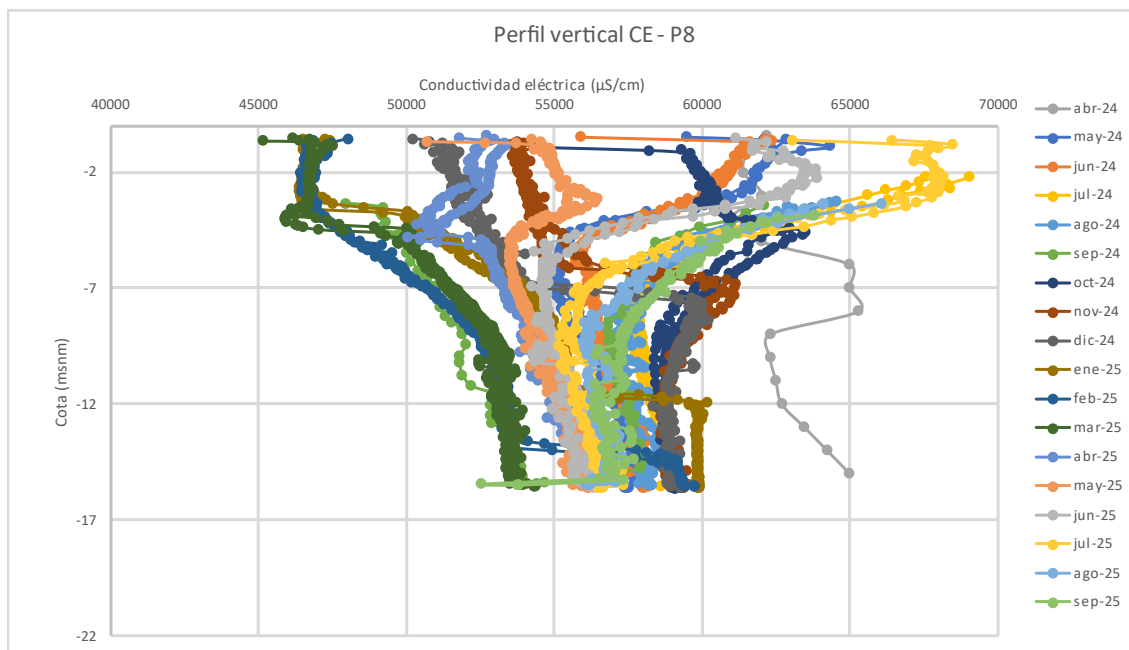 Perfil vertical CE - P8
Conductividad eléctrica (µS/cm)
40000 45000 50000 55000 60000 65000 70000
-2
-7
-12
-17
-22
Cota (msnm)
abr-24
may-24
jun-24
jul-24
ago-24
sep-24
oct-24
nov-24
dic-24
ene-25
feb-25
mar-25
abr-25
may-25
jun-25
jul-25
ago-25
sep-25